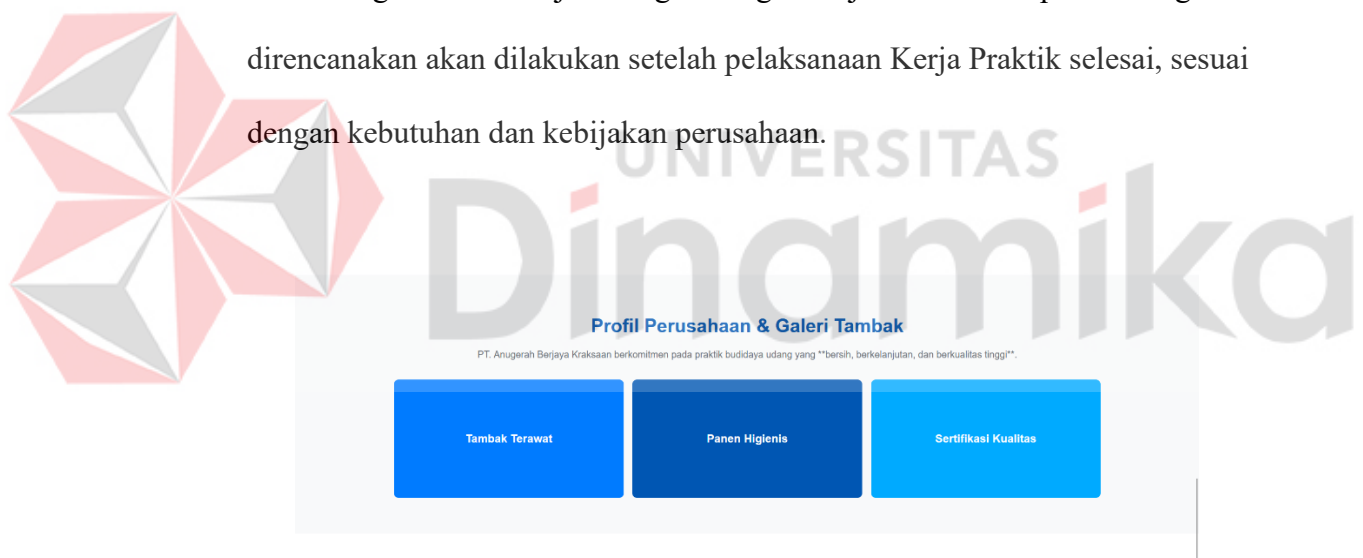 direncanakan akan dilakukan setelah pelaksanaan Kerja Praktik selesai, sesuai
dengan kebutuhan dan kebijakan perusahaan.
UNIVERSITAS
Dinamika
Profil Perusahaan & Galeri Tambak
PT. Anugerah Berjaya Kraksaan berkomitmen pada praktik budidaya udang yang **bersih, berkelanjutan, dan berkualitas tinggi**.
Tambak Terawat
Panen Higienis
Sertifikasi Kualitas